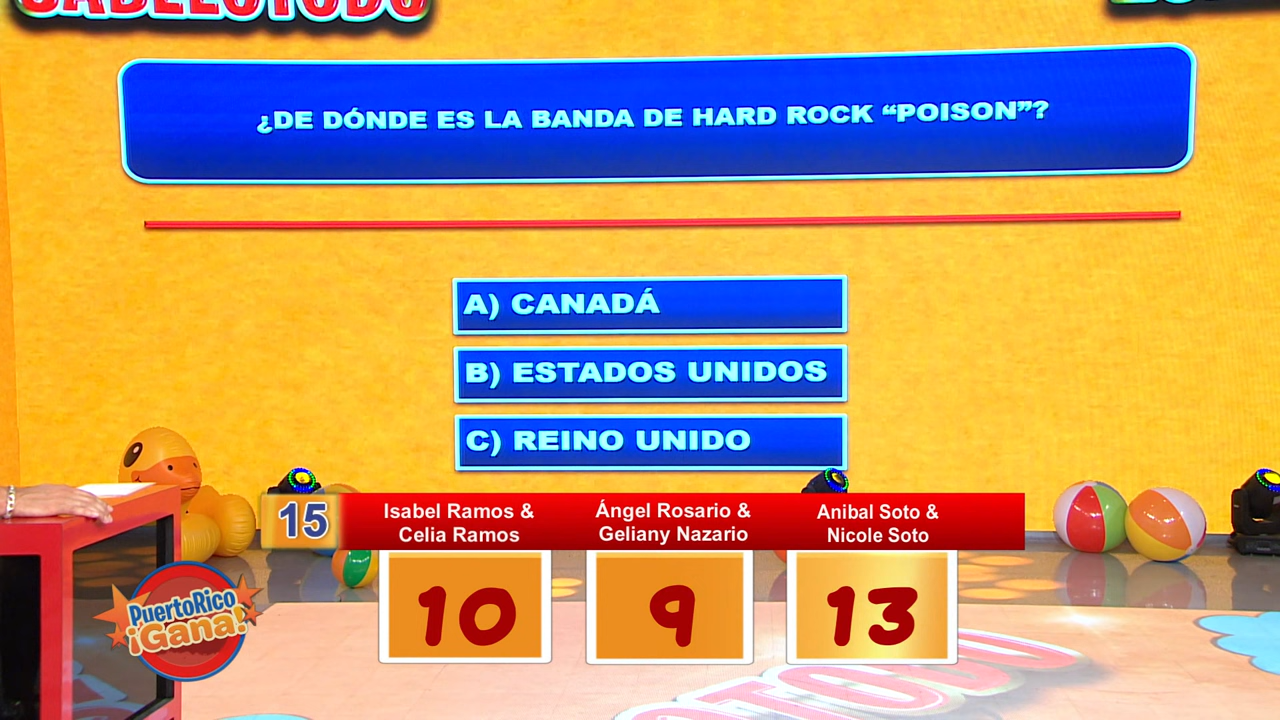 SABELOTODO
¿DE DÓNDE ES LA BANDA DE HARD ROCK “POISON”?
A) CANADÁ
B) ESTADOS UNIDOS
C) REINO UNIDO
15
Isabel Ramos &
Celia Ramos
Ángel Rosario &
Geliany Nazario
Anibal Soto &
Nicole Soto
10
9
13
PuertoRico
¡Gana!